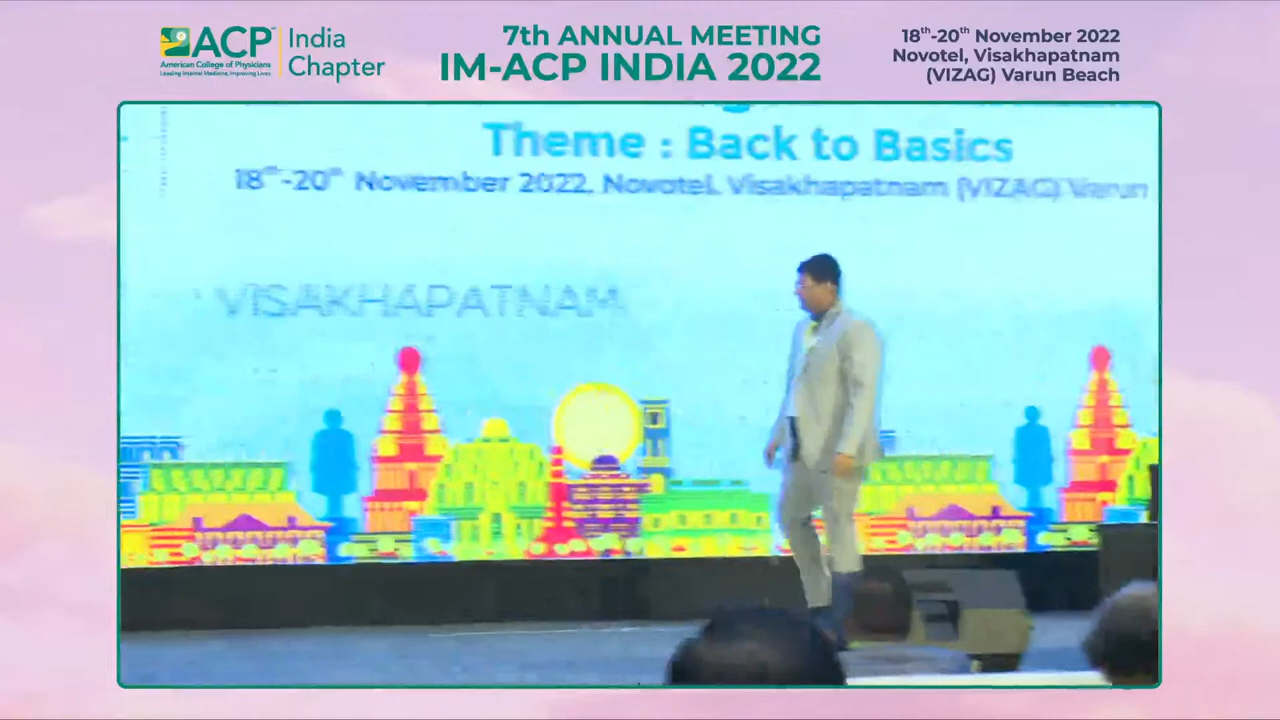 ACP
American College of Physicians
Leading Internal Medicine, Improving Lives
India
Chapter
7th ANNUAL MEETING
IM-ACP INDIA 2022
18th-20th November 2022
Novotel, Visakhapatnam
(VIZAG) Varun Beach
Theme : Back to Basics
18th-20th November 2022, Novotel, Visakhapatnam (VIZAG) Varun
VISAKHAPATNAM